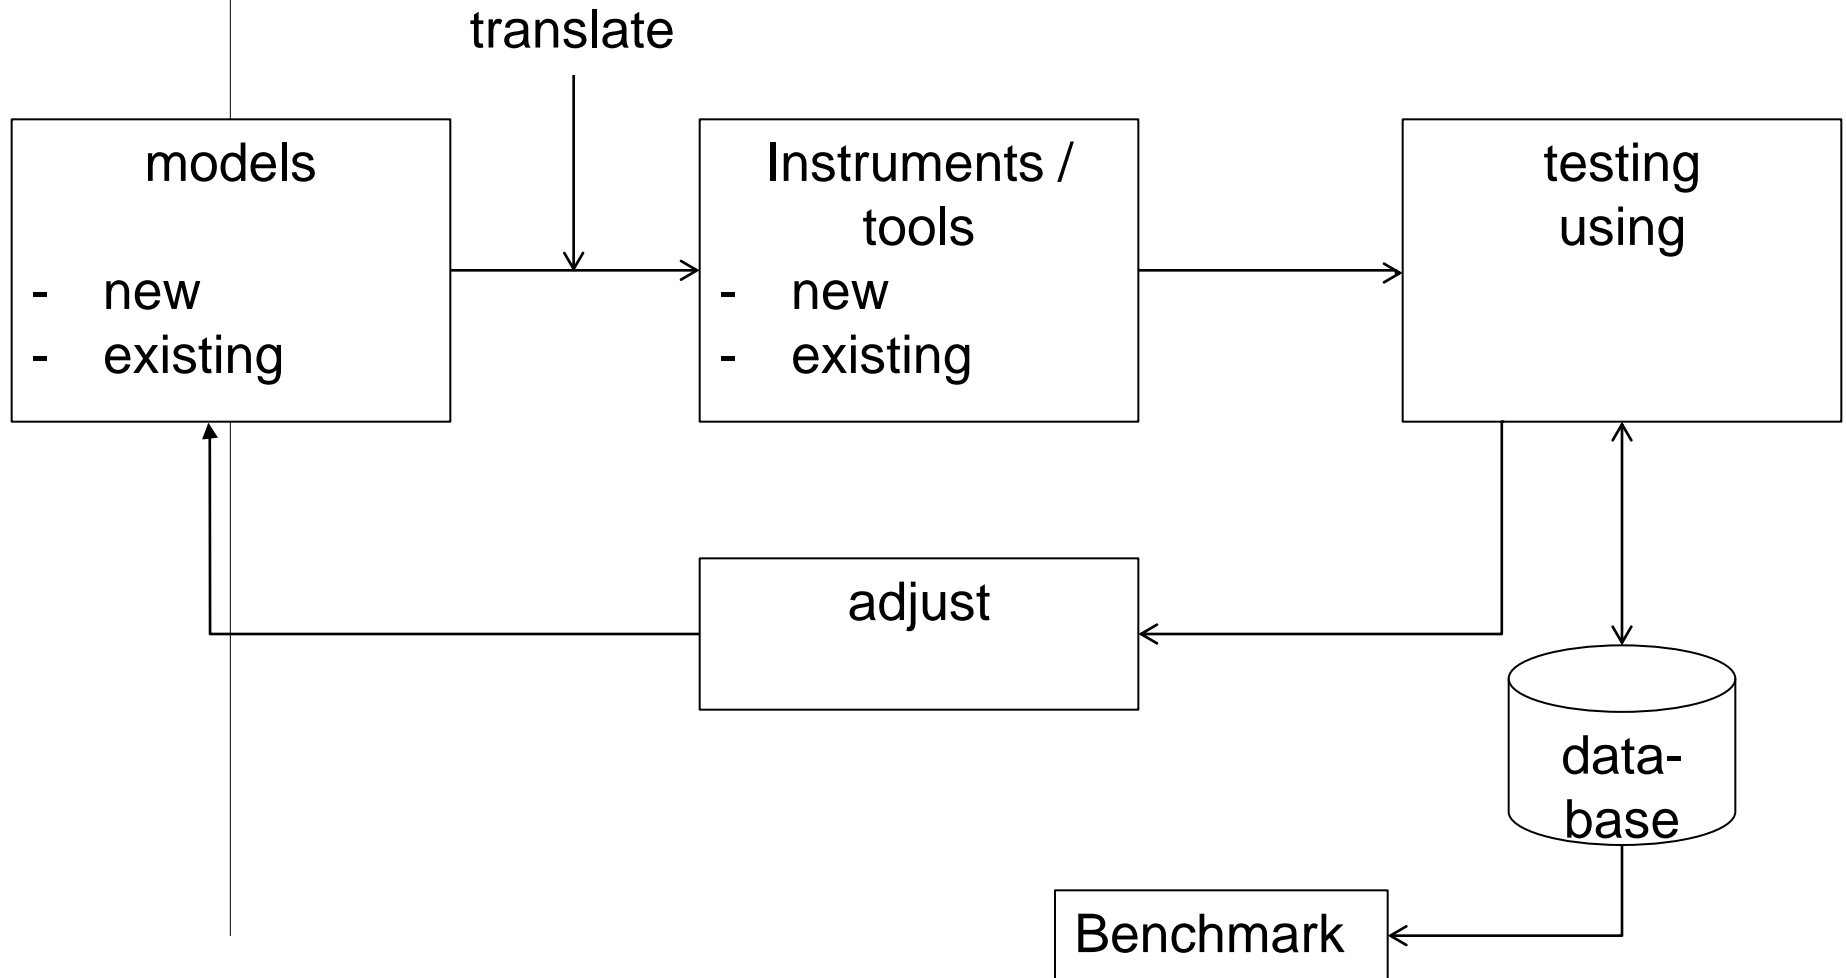 translate
models
- new
- existing
Instruments /
tools
- new
- existing
testing
using
adjust
data-
base
Benchmark